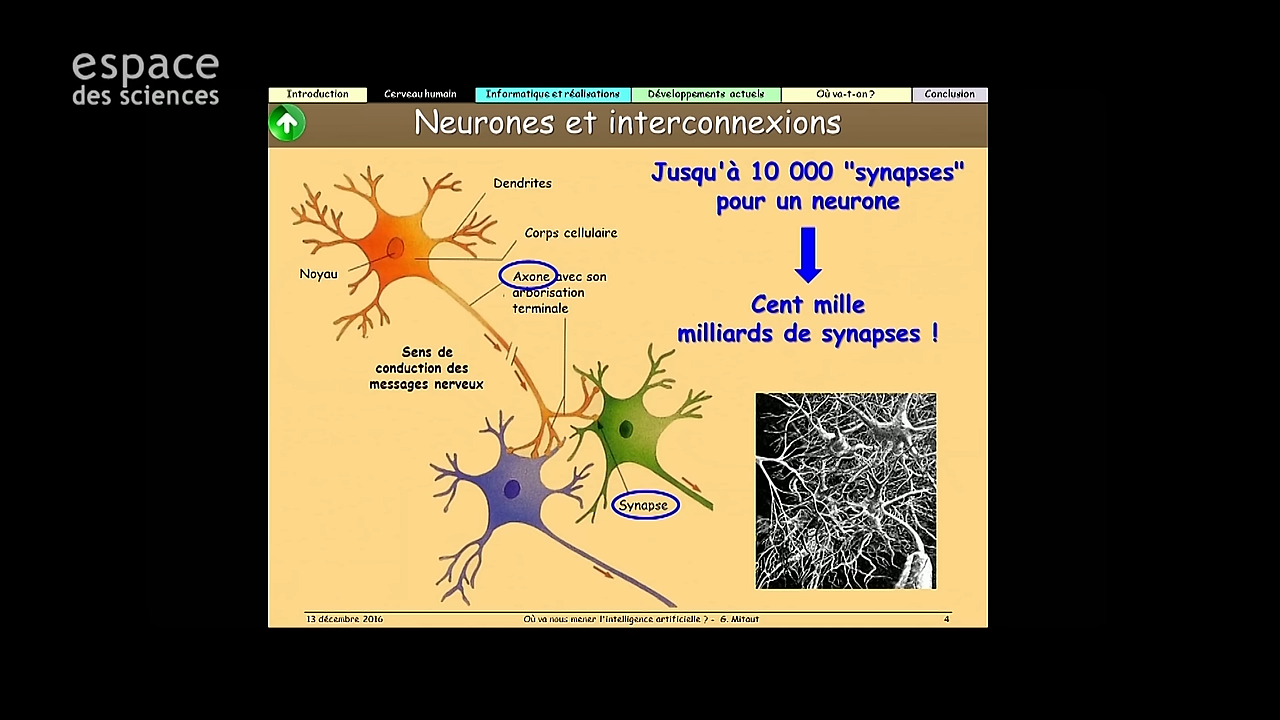 espace
des sciences
Introduction
Cerveau humain
Informatique et réalisations
Développements actuels
Où va-t-on ?
Conclusion
Neurones et interconnexions
Jusqu'à 10 000 "synapses"
pour un neurone
Cent mille
milliards de synapses !
Dendrites
Corps cellulaire
Noyau
Axone avec son
arborisation
terminale
Sens de
conduction des
messages nerveux
Synapse
13 décembre 2016
Où va nous mener l'intelligence artificielle ? - G. Mitaut
4